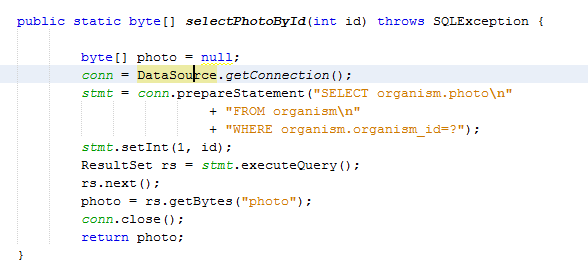 public static byte[] selectPhotoById(int id) throws SQLException {
byte[] photo = null;
conn = DataSource.getConnection();
stmt = conn.prepareStatement("SELECT organism.photo\n"
+ "FROM organism\n"
+ "WHERE organism.organism_id=?");
stmt.setInt(1, id);
ResultSet rs = stmt.executeQuery();
rs.next();
photo = rs.getBytes("photo");
conn.close();
return photo;
}